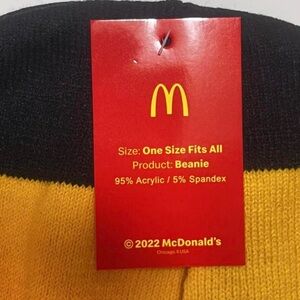 Size: One Size Fits All
Product: Beanie
95% Acrylic / 5% Spandex
© 2022 McDonald's
Chicago Il USA